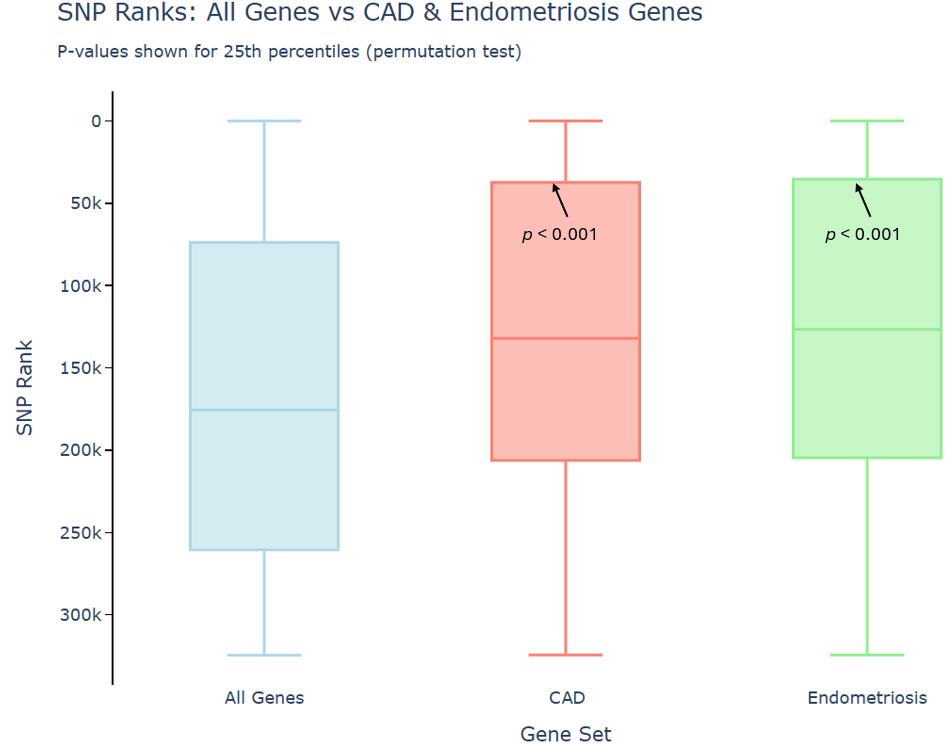 SNP Ranks: All Genes vs CAD & Endometriosis Genes
P-values shown for 25th percentiles (permutation test)
0
50k
100k
150k
200k
250k
300k
SNP Rank
p < 0.001
p < 0.001
All Genes
CAD
Endometriosis
Gene Set